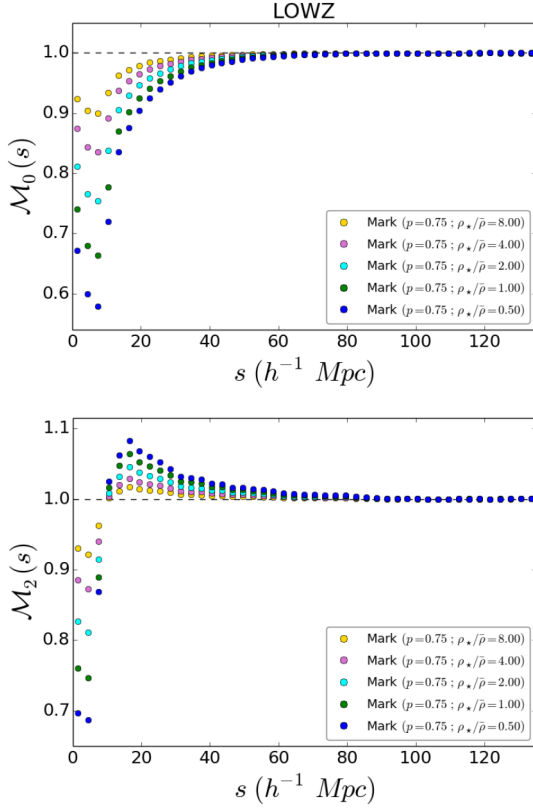 LOWZ
1.0
0.9
0.8
0.7
0.6
ℳ₀(s)
Mark (p=0.75 ; ρ⋆/ρ̄=8.00)
Mark (p=0.75 ; ρ⋆/ρ̄=4.00)
Mark (p=0.75 ; ρ⋆/ρ̄=2.00)
Mark (p=0.75 ; ρ⋆/ρ̄=1.00)
Mark (p=0.75 ; ρ⋆/ρ̄=0.50)
0 20 40 60 80 100 120
s (h⁻¹ Mpc)
1.1
1.0
0.9
0.8
0.7
ℳ₂(s)
Mark (p=0.75 ; ρ⋆/ρ̄=8.00)
Mark (p=0.75 ; ρ⋆/ρ̄=4.00)
Mark (p=0.75 ; ρ⋆/ρ̄=2.00)
Mark (p=0.75 ; ρ⋆/ρ̄=1.00)
Mark (p=0.75 ; ρ⋆/ρ̄=0.50)
0 20 40 60 80 100 120
s (h⁻¹ Mpc)